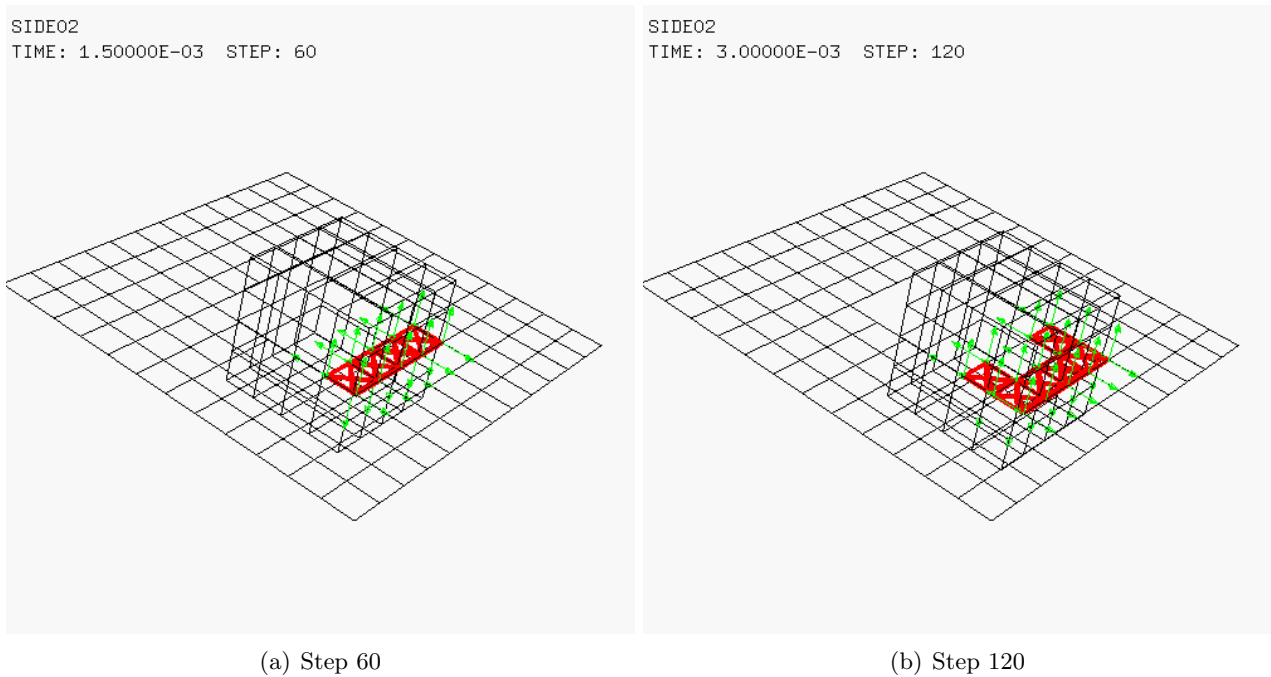 SIDE02
TIME: 1.50000E-03 STEP: 60
SIDE02
TIME: 3.00000E-03 STEP: 120
(a) Step 60
(b) Step 120